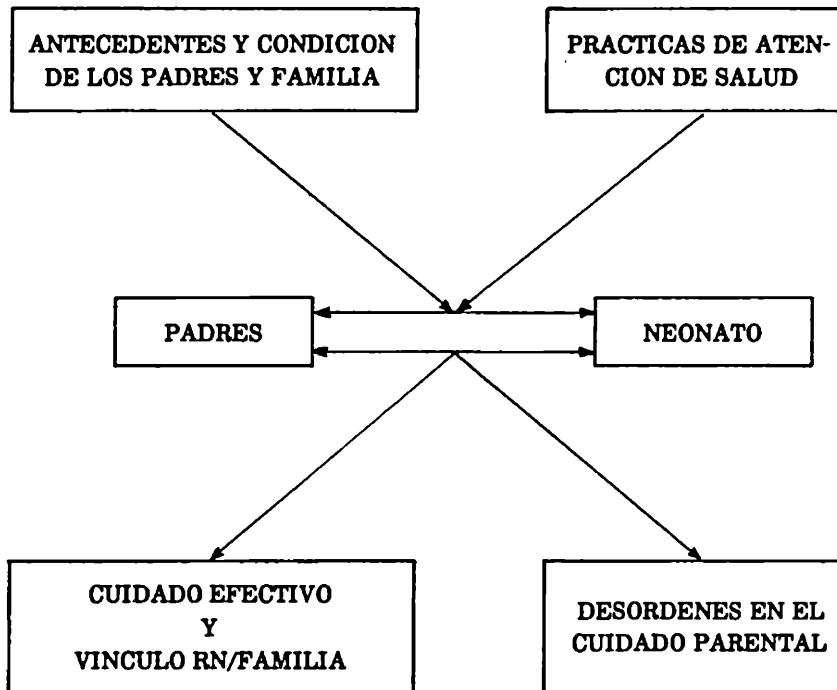 ANTECEDENTES Y CONDICION
DE LOS PADRES Y FAMILIA
PRACTICAS DE ATEN-
CION DE SALUD
PADRES
NEONATO
CUIDADO EFECTIVO
Y
VINCULO RN/FAMILIA
DESORDENES EN EL
CUIDADO PARENTAL